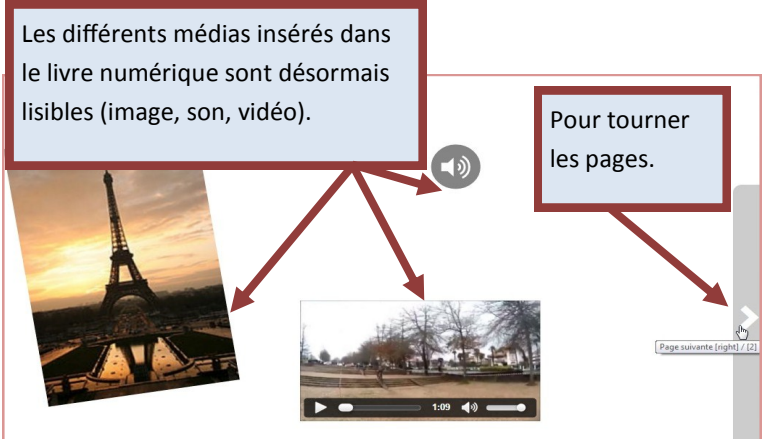 Les différents médias insérés dans
le livre numérique sont désormais
lisibles (image, son, vidéo).
Pour tourner
les pages.
Page suivante [right] / [2]
1:09